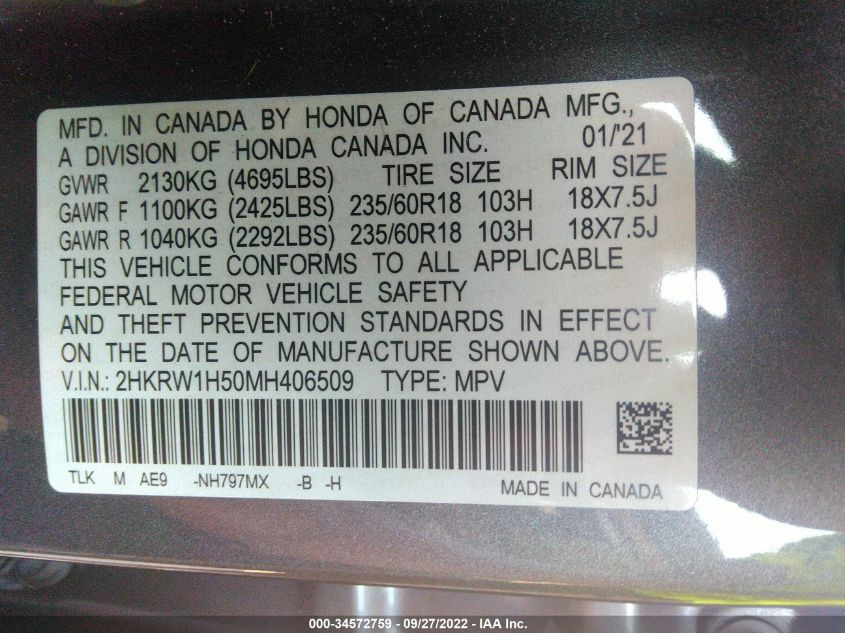 MFD. IN CANADA BY HONDA OF CANADA MFG.,
A DIVISION OF HONDA CANADA INC. 01/'21
GVWR 2130KG (4695LBS) TIRE SIZE RIM SIZE
GAWR F 1100KG (2425LBS) 235/60R18 103H 18X7.5J
GAWR R 1040KG (2292LBS) 235/60R18 103H 18X7.5J
THIS VEHICLE CONFORMS TO ALL APPLICABLE
FEDERAL MOTOR VEHICLE SAFETY
AND THEFT PREVENTION STANDARDS IN EFFECT
ON THE DATE OF MANUFACTURE SHOWN ABOVE.
V.I.N.: 2HKRW1H50MH406509 TYPE: MPV
TLK M AE9 -NH797MX -B -H MADE IN CANADA
000-34572759 - 09/27/2022 - IAA Inc.